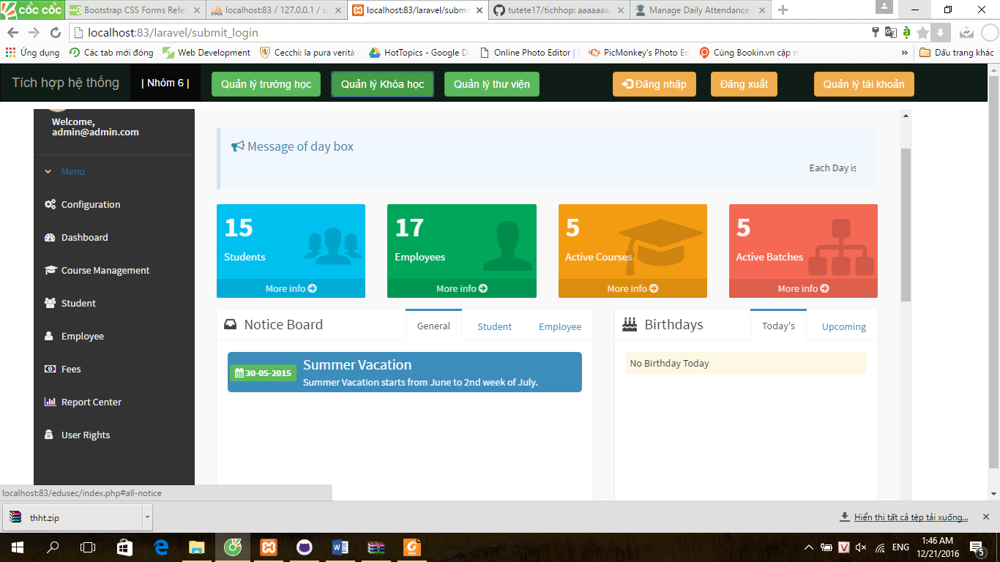 cốc cốc
Bootstrap CSS Forms Refer
localhost:83 / 127.0.0.1 / s
localhost:83/laravel/submi
tutete17/tichhop: aaaaaaa
Manage Daily Attendance
localhost:83/laravel/submit_login
Ứng dụng
Các tab mới đóng
Web Development
Cecchi: la pura verità
HotTopics - Google D
Online Photo Editor |
PicMonkey's Photo Ed
Cùng Bookin.vn cập n
»
Dấu trang khác
Tích hợp hệ thống
| Nhóm 6 |
Quản lý trường học
Quản lý Khóa học
Quản lý thư viện
Đăng nhập
Đăng xuất
Quản lý tài khoản
Welcome,
admin@admin.com
Menu
Configuration
Dashboard
Course Management
Student
Employee
Fees
Report Center
User Rights
Message of day box
Each Day is
15
Students
More info
17
Employees
More info
5
Active Courses
More info
5
Active Batches
More info
Notice Board
General
Student
Employee
30-05-2015
Summer Vacation
Summer Vacation starts from June to 2nd week of July.
Birthdays
Today's
Upcoming
No Birthday Today
localhost:83/edusec/index.php#all-notice
thht.zip
Hiển thị tất cả tệp tải xuống...
ENG
1:46 AM
12/21/2016
5